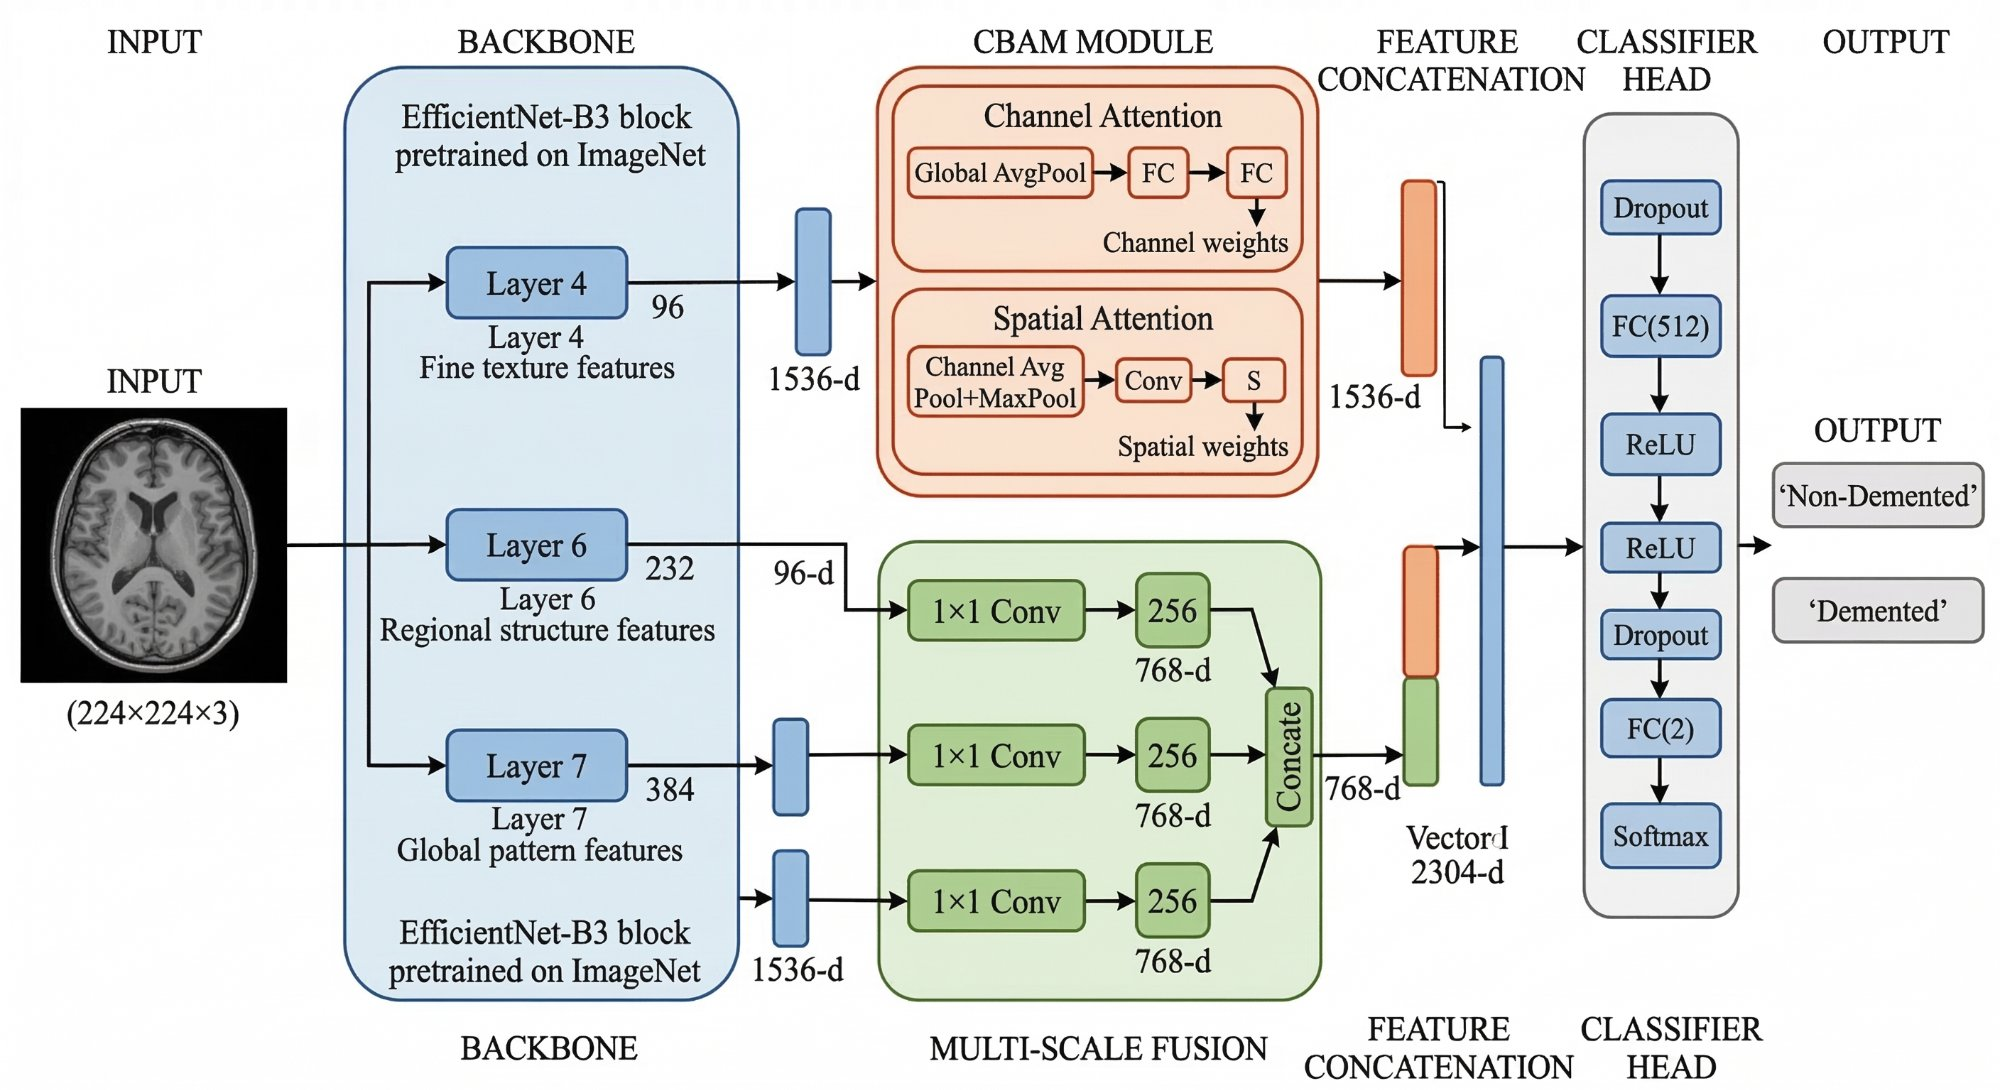 INPUT
BACKBONE
CBAM MODULE
FEATURE
CONCATENATION
CLASSIFIER
HEAD
OUTPUT
INPUT
(224×224×3)
EfficientNet-B3 block
pretrained on ImageNet
Layer 4
96
Layer 4
Fine texture features
Layer 6
232
Layer 6
Regional structure features
Layer 7
384
Layer 7
Global pattern features
EfficientNet-B3 block
pretrained on ImageNet
BACKBONE
1536-d
96-d
1536-d
Channel Attention
Global AvgPool
FC
FC
Channel weights
Spatial Attention
Channel Avg
Pool+MaxPool
Conv
S
Spatial weights
1×1 Conv
256
768-d
1×1 Conv
256
768-d
1×1 Conv
256
768-d
Concate
MULTI-SCALE FUSION
1536-d
768-d
2304-d
FEATURE
CONCATENATION
Dropout
FC(512)
ReLU
ReLU
Dropout
FC(2)
Softmax
CLASSIFIER
HEAD
OUTPUT
‘Non-Demented’
‘Demented’